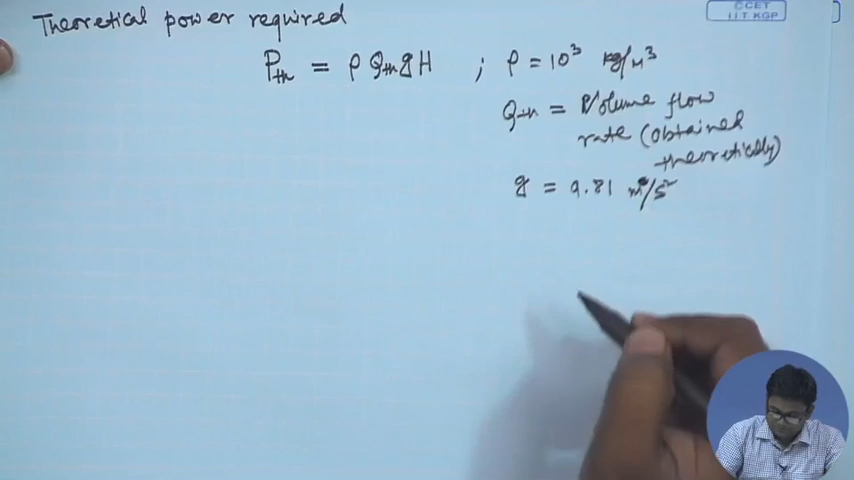 © CET
I.I.T. KGP
Theoretical power required
Pth = ρ Qth g H ; ρ = 10³ kg/m³
Qth = Volume flow
rate (obtained
theoretically)
g = 9.81 m/s²